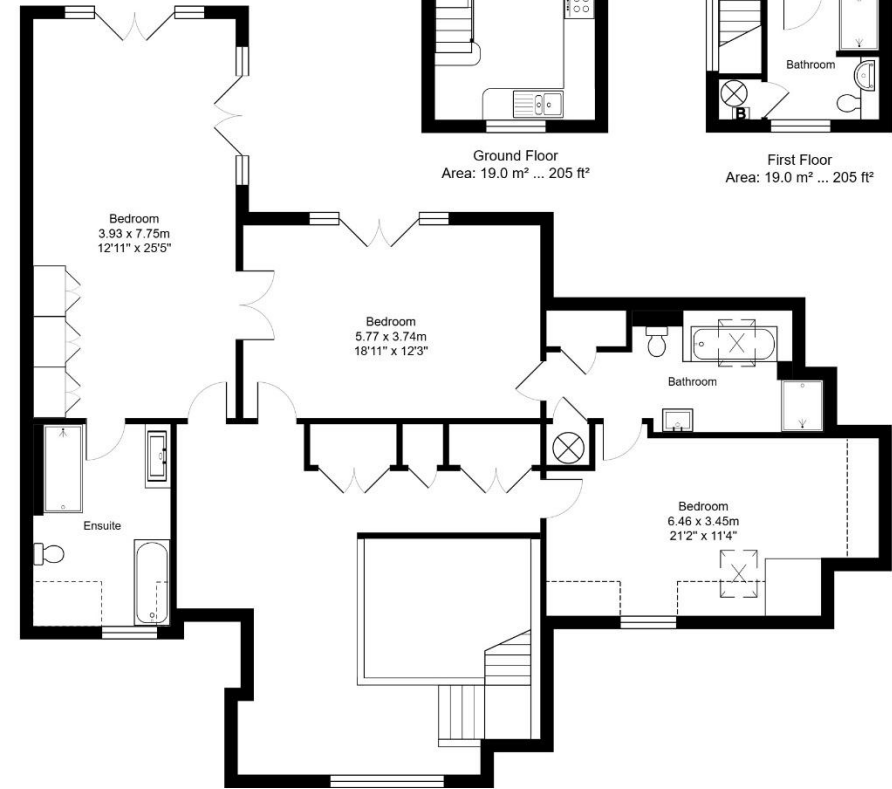 Ground Floor
Area: 19.0 m² ... 205 ft²
Bathroom
B
First Floor
Area: 19.0 m² ... 205 ft²
Bedroom
3.93 x 7.75m
12'11" x 25'5"
Bedroom
5.77 x 3.74m
18'11" x 12'3"
Bathroom
Ensuite
Bedroom
6.46 x 3.45m
21'2" x 11'4"